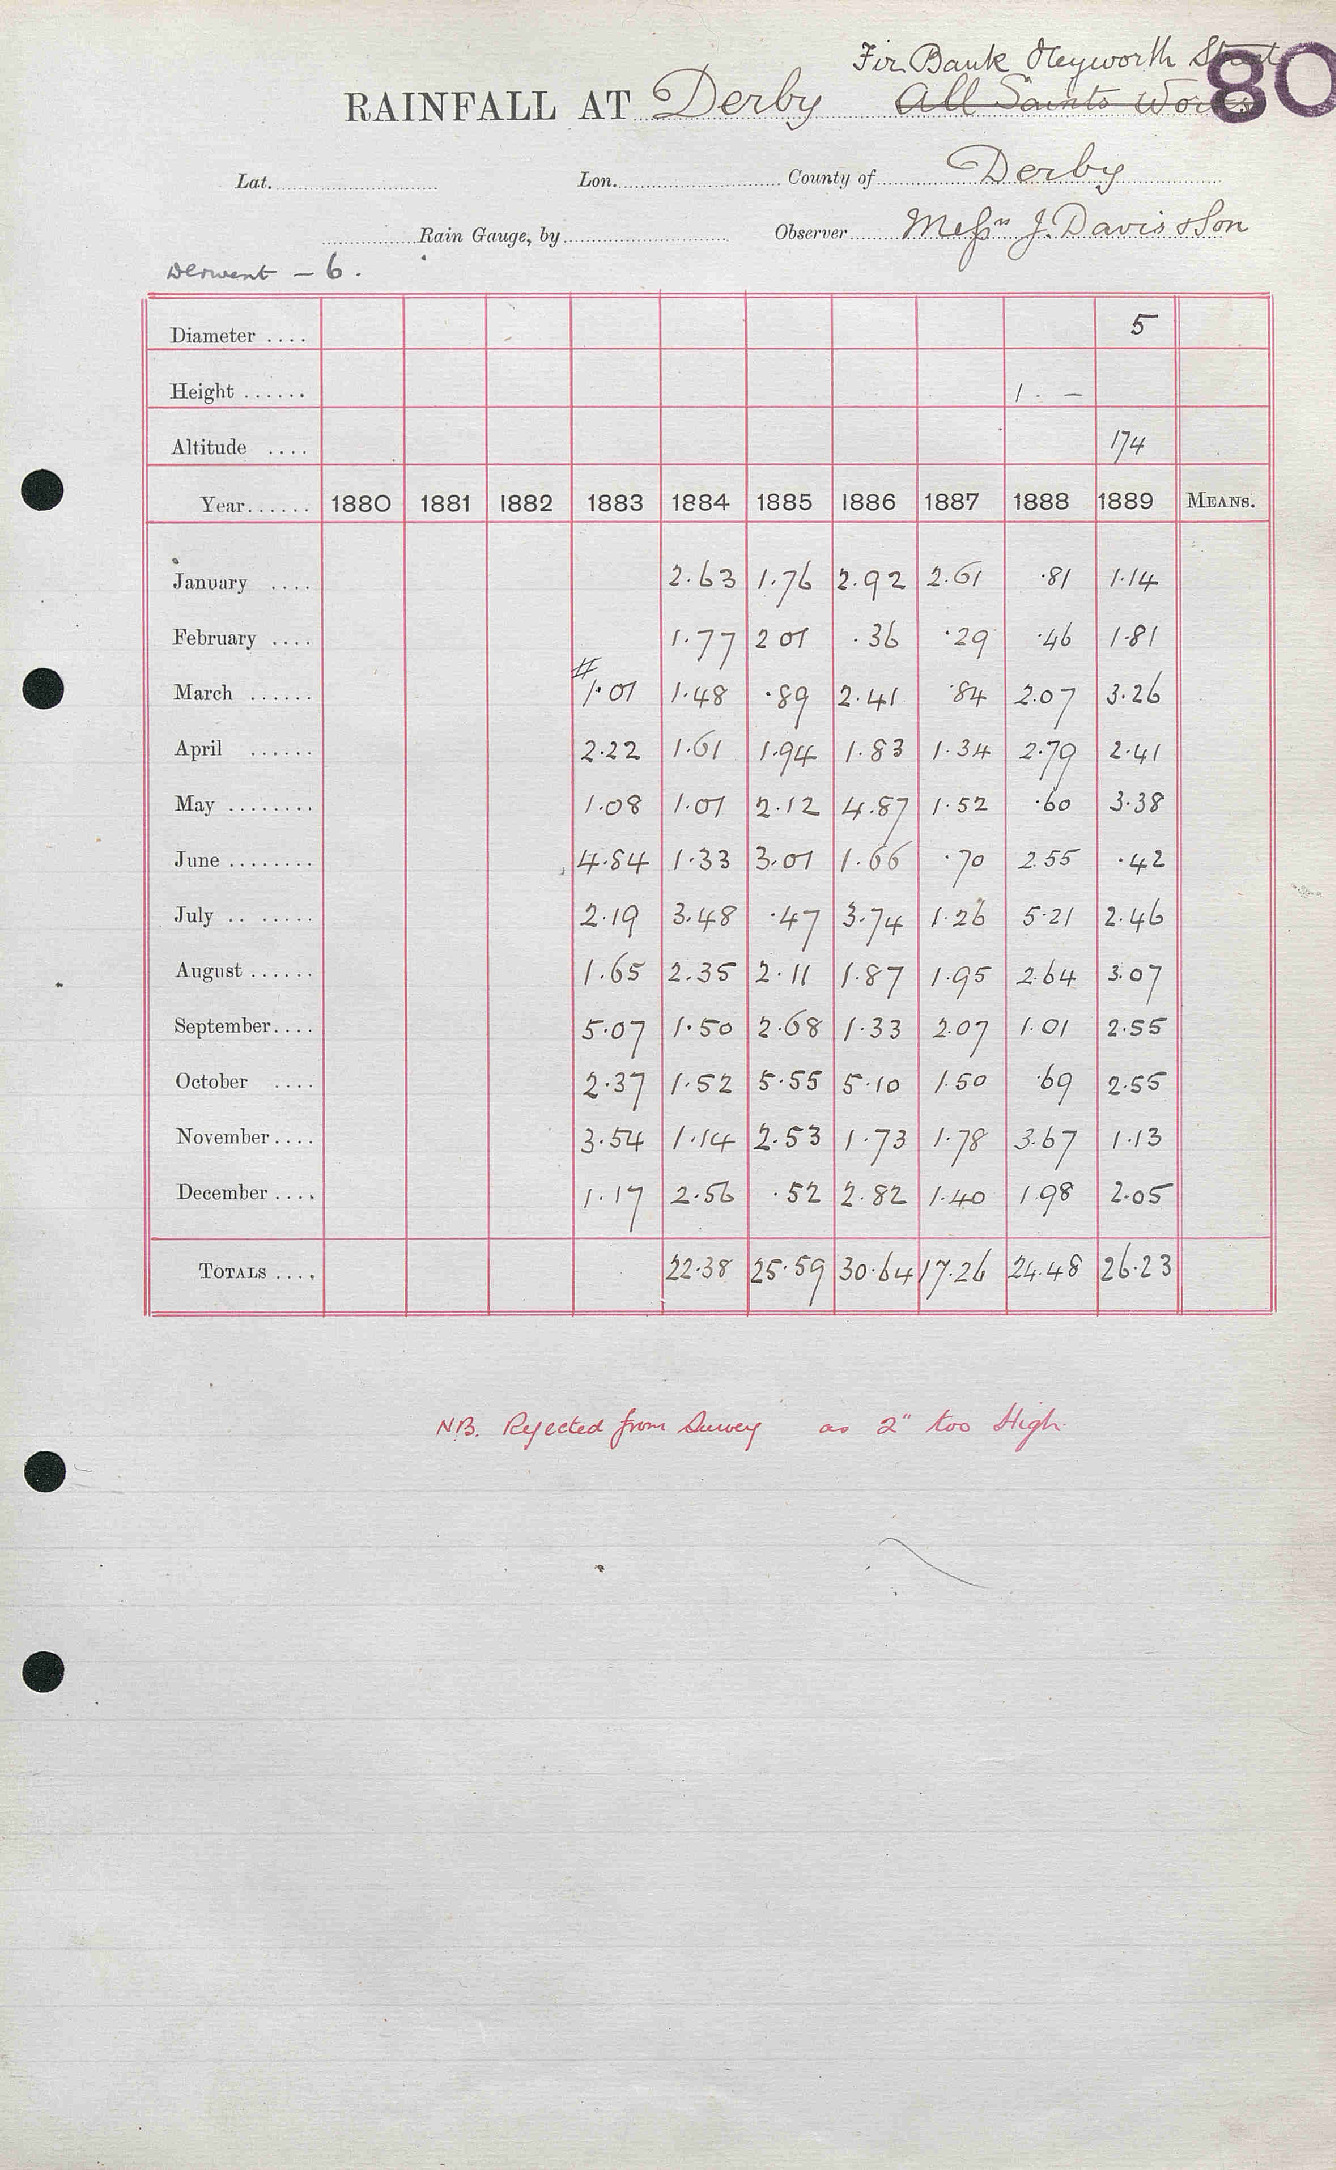 Fir Bank Heyworth Street
80
RAINFALL AT Derby All Saints Works
Lat. Lon. County of Derby
Rain Gauge, by Observer Messrs J. Davis & Son
Derwent - 6.
Diameter .... 5
Height ...... 1. -
Altitude .... 174
Year...... 1880 1881 1882 1883 1884 1885 1886 1887 1888 1889 MEANS.
January .... 2.63 1.76 2.92 2.61 .81 1.14
February .... 1.77 2 01 .36 .29 .46 1.81
March ...... # 1.01 1.48 .89 2.41 .84 2.07 3.26
April ...... 2.22 1.61 1.94 1.83 1.34 2.79 2.41
May ........ 1.08 1.01 2.12 4.87 1.52 .60 3.38
June ........ 4.84 1.33 3.01 1.66 .70 2.55 .42
July .. ..... 2.19 3.48 .47 3.74 1.26 5.21 2.46
August ...... 1.65 2.35 2.11 1.87 1.95 2.64 3.07
September.... 5.07 1.50 2.68 1.33 2.07 1.01 2.55
October .... 2.37 1.52 5.55 5.10 1.50 .69 2.55
November.... 3.54 1.14 2.53 1.73 1.78 3.67 1.13
December .... 1.17 2.56 .52 2.82 1.40 1.98 2.05
TOTALS .... 22.38 25.59 30.64 17.26 24.48 26.23
NB. Rejected from Survey as 2" too High